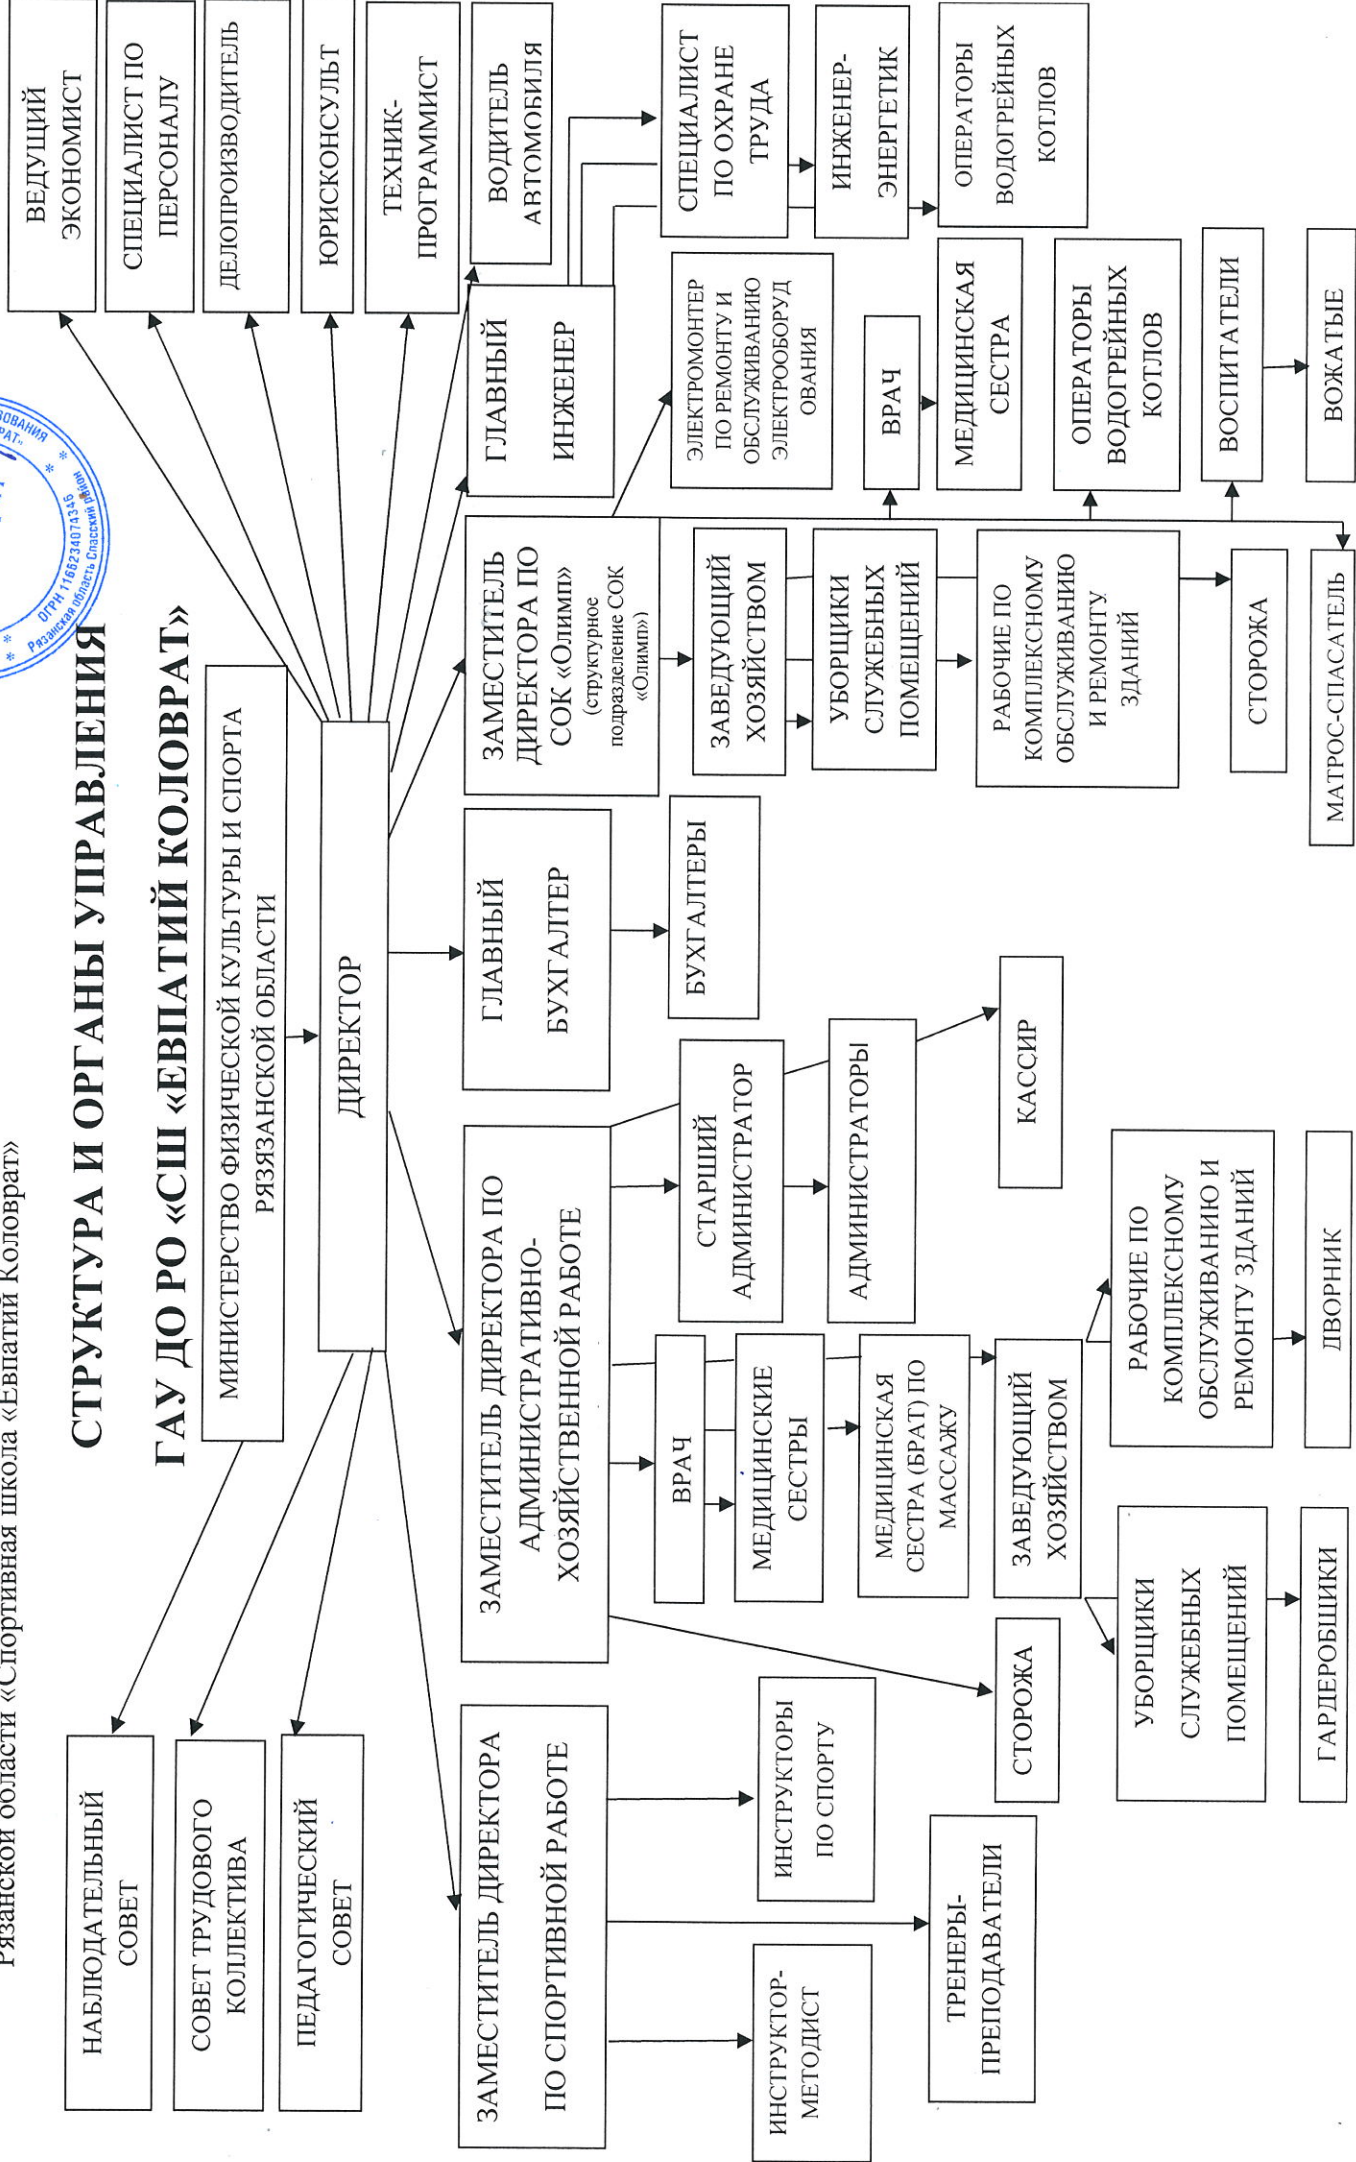 Рязанской области «Спортивная школа «Евпатий Коловрат»
СТРУКТУРА И ОРГАНЫ УПРАВЛЕНИЯ
ГАУ ДО РО «СШ «ЕВПАТИЙ КОЛОВРАТ»
ОГРН 1166234074346
Рязанская область Спасский район
МИНИСТЕРСТВО ФИЗИЧЕСКОЙ КУЛЬТУРЫ И СПОРТА
РЯЗЯЗАНСКОЙ ОБЛАСТИ
НАБЛЮДАТЕЛЬНЫЙ
СОВЕТ
СОВЕТ ТРУДОВОГО
КОЛЛЕКТИВА
ПЕДАГОГИЧЕСКИЙ
СОВЕТ
ДИРЕКТОР
ВЕДУЩИЙ
ЭКОНОМИСТ
СПЕЦИАЛИСТ ПО
ПЕРСОНАЛУ
ДЕЛОПРОИЗВОДИТЕЛЬ
ЮРИСКОНСУЛЬТ
ТЕХНИК-
ПРОГРАММИСТ
ВОДИТЕЛЬ
АВТОМОБИЛЯ
ЗАМЕСТИТЕЛЬ ДИРЕКТОРА
ПО СПОРТИВНОЙ РАБОТЕ
ИНСТРУКТОР-
МЕТОДИСТ
ИНСТРУКТОРЫ
ПО СПОРТУ
ТРЕНЕРЫ-
ПРЕПОДАВАТЕЛИ
ЗАМЕСТИТЕЛЬ ДИРЕКТОРА ПО
АДМИНИСТРАТИВНО-
ХОЗЯЙСТВЕННОЙ РАБОТЕ
ВРАЧ
МЕДИЦИНСКИЕ
СЕСТРЫ
МЕДИЦИНСКАЯ
СЕСТРА (БРАТ) ПО
МАССАЖУ
СТАРШИЙ
АДМИНИСТРАТОР
АДМИНИСТРАТОРЫ
КАССИР
СТОРОЖА
ЗАВЕДУЮЩИЙ
ХОЗЯЙСТВОМ
УБОРЩИКИ
СЛУЖЕБНЫХ
ПОМЕЩЕНИЙ
ГАРДЕРОБЩИКИ
РАБОЧИЕ ПО
КОМПЛЕКСНОМУ
ОБСЛУЖИВАНИЮ И
РЕМОНТУ ЗДАНИЙ
ДВОРНИК
ГЛАВНЫЙ
БУХГАЛТЕР
БУХГАЛТЕРЫ
ЗАМЕСТИТЕЛЬ
ДИРЕКТОРА ПО
СОК «Олимп»
(структурное
подразделение СОК
«Олимп»)
ЗАВЕДУЮЩИЙ
ХОЗЯЙСТВОМ
УБОРЩИКИ
СЛУЖЕБНЫХ
ПОМЕЩЕНИЙ
РАБОЧИЕ ПО
КОМПЛЕКСНОМУ
ОБСЛУЖИВАНИЮ
И РЕМОНТУ
ЗДАНИЙ
СТОРОЖА
МАТРОС-СПАСАТЕЛЬ
ЭЛЕКТРОМОНТЕР
ПО РЕМОНТУ И
ОБСЛУЖИВАНИЮ
ЭЛЕКТРООБОРУД
ОВАНИЯ
ВРАЧ
МЕДИЦИНСКАЯ
СЕСТРА
ОПЕРАТОРЫ
ВОДОГРЕЙНЫХ
КОТЛОВ
ВОСПИТАТЕЛИ
ВОЖАТЫЕ
ГЛАВНЫЙ
ИНЖЕНЕР
СПЕЦИАЛИСТ
ПО ОХРАНЕ
ТРУДА
ИНЖЕНЕР-
ЭНЕРГЕТИК
ОПЕРАТОРЫ
ВОДОГРЕЙНЫХ
КОТЛОВ